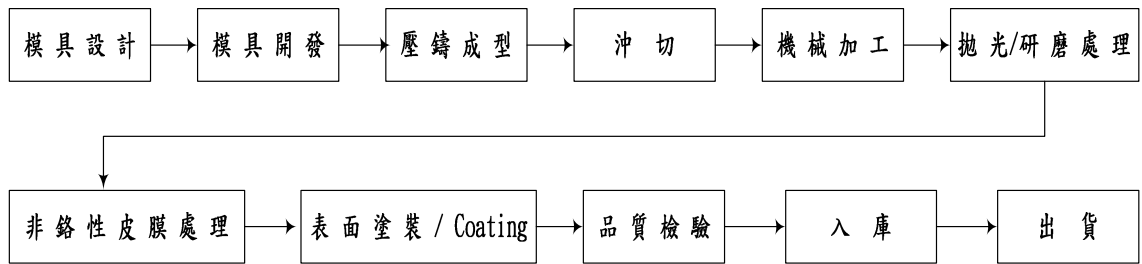 模具設計 模具開發 壓鑄成型 沖切 機械加工 拋光/研磨處理
非鉻性皮膜處理 表面塗裝/Coating 品質檢驗 入庫 出貨